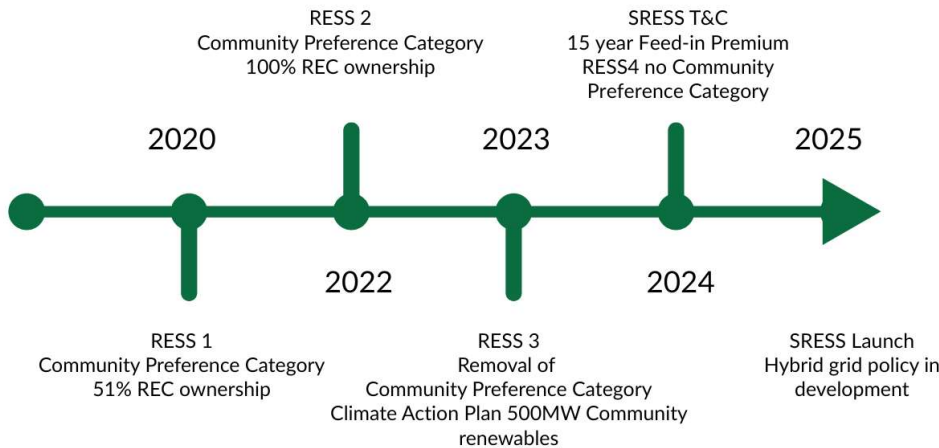 RESS 2
Community Preference Category
100% REC ownership
SRESS T&C
15 year Feed-in Premium
RESS4 no Community
Preference Category
2020
2023
2025
2022
2024
RESS 1
Community Preference Category
51% REC ownership
RESS 3
Removal of
Community Preference Category
Climate Action Plan 500MW Community
renewables
SRESS Launch
Hybrid grid policy in
development